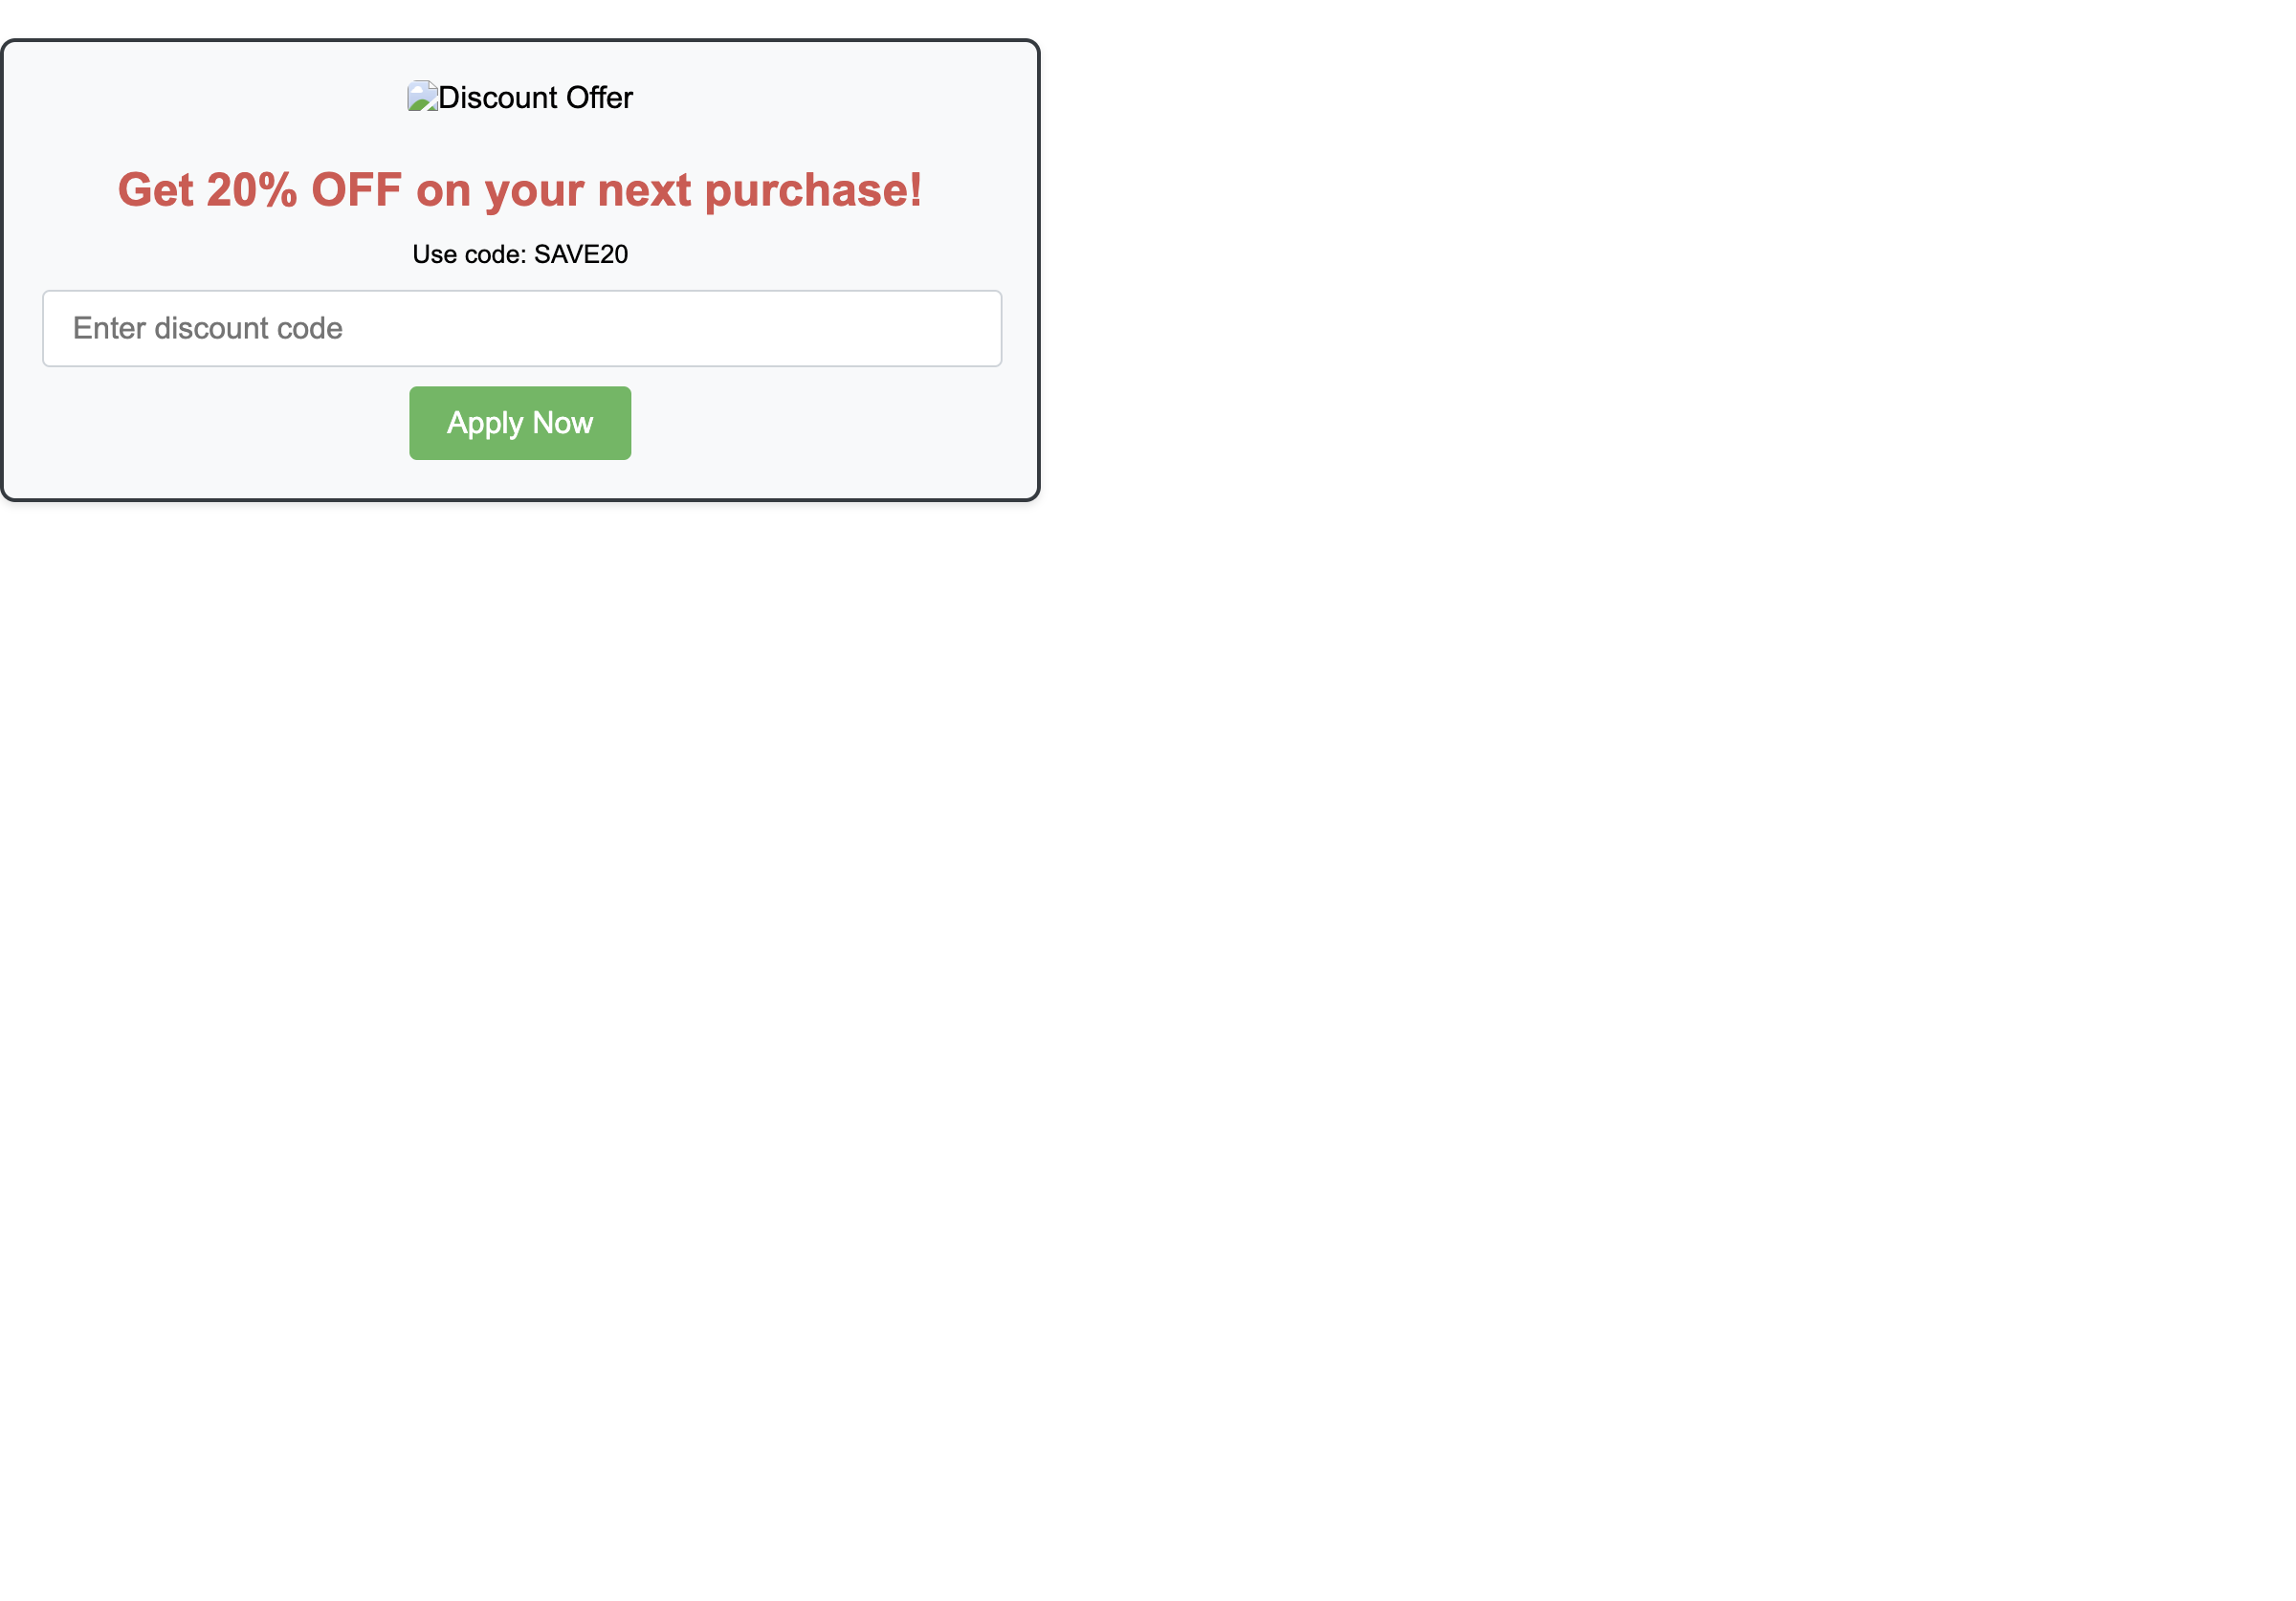 Discount Offer
Get 20% OFF on your next purchase!
Use code: SAVE20
Enter discount code
Apply Now